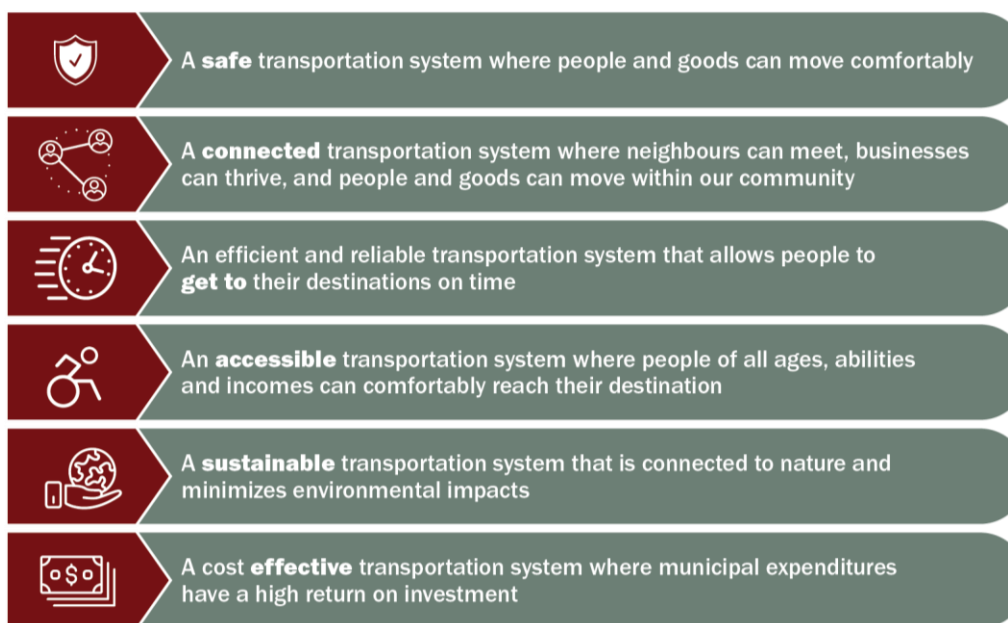 A safe transportation system where people and goods can move comfortably
A connected transportation system where neighbours can meet, businesses
can thrive, and people and goods can move within our community
An efficient and reliable transportation system that allows people to
get to their destinations on time
An accessible transportation system where people of all ages, abilities
and incomes can comfortably reach their destination
A sustainable transportation system that is connected to nature and
minimizes environmental impacts
$
A cost effective transportation system where municipal expenditures
have a high return on investment